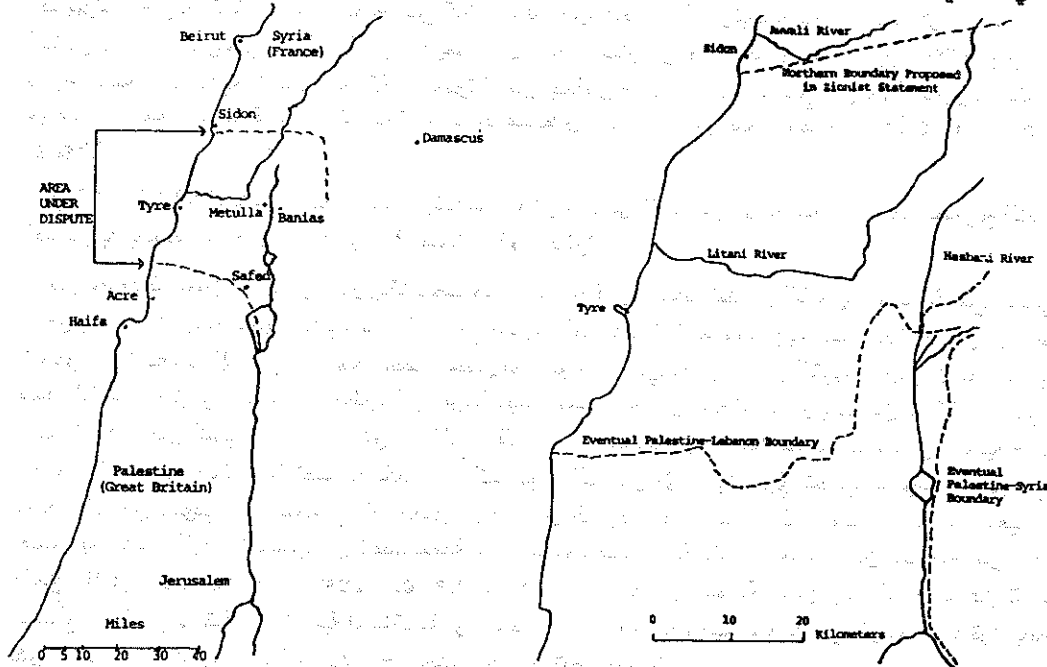 Beirut
Syria
(France)
Sidon
Damascus
AREA
UNDER
DISPUTE
Tyre
Metulla
Banias
Safed
Acre
Haifa
Palestine
(Great Britain)
Jerusalem
Miles
0 5 10 20 30 40
Awali River
Sidon
Northern Boundary Proposed
in Zionist Statement
Litani River
Hasbani River
Tyre
Eventual Palestine-Lebanon Boundary
Eventual
Palestine-Syria
Boundary
0 10 20
Kilometers